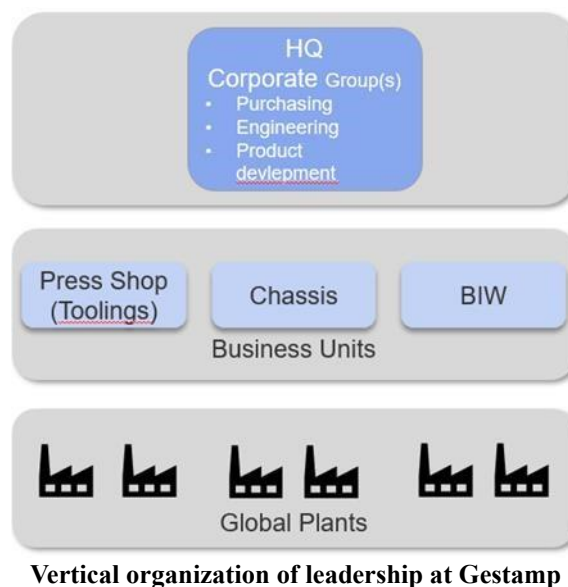 HQ
Corporate Group(s)
• Purchasing
• Engineering
• Product
devlepment
Press Shop
(Toolings)
Chassis
BIW
Business Units
Global Plants
Vertical organization of leadership at Gestamp